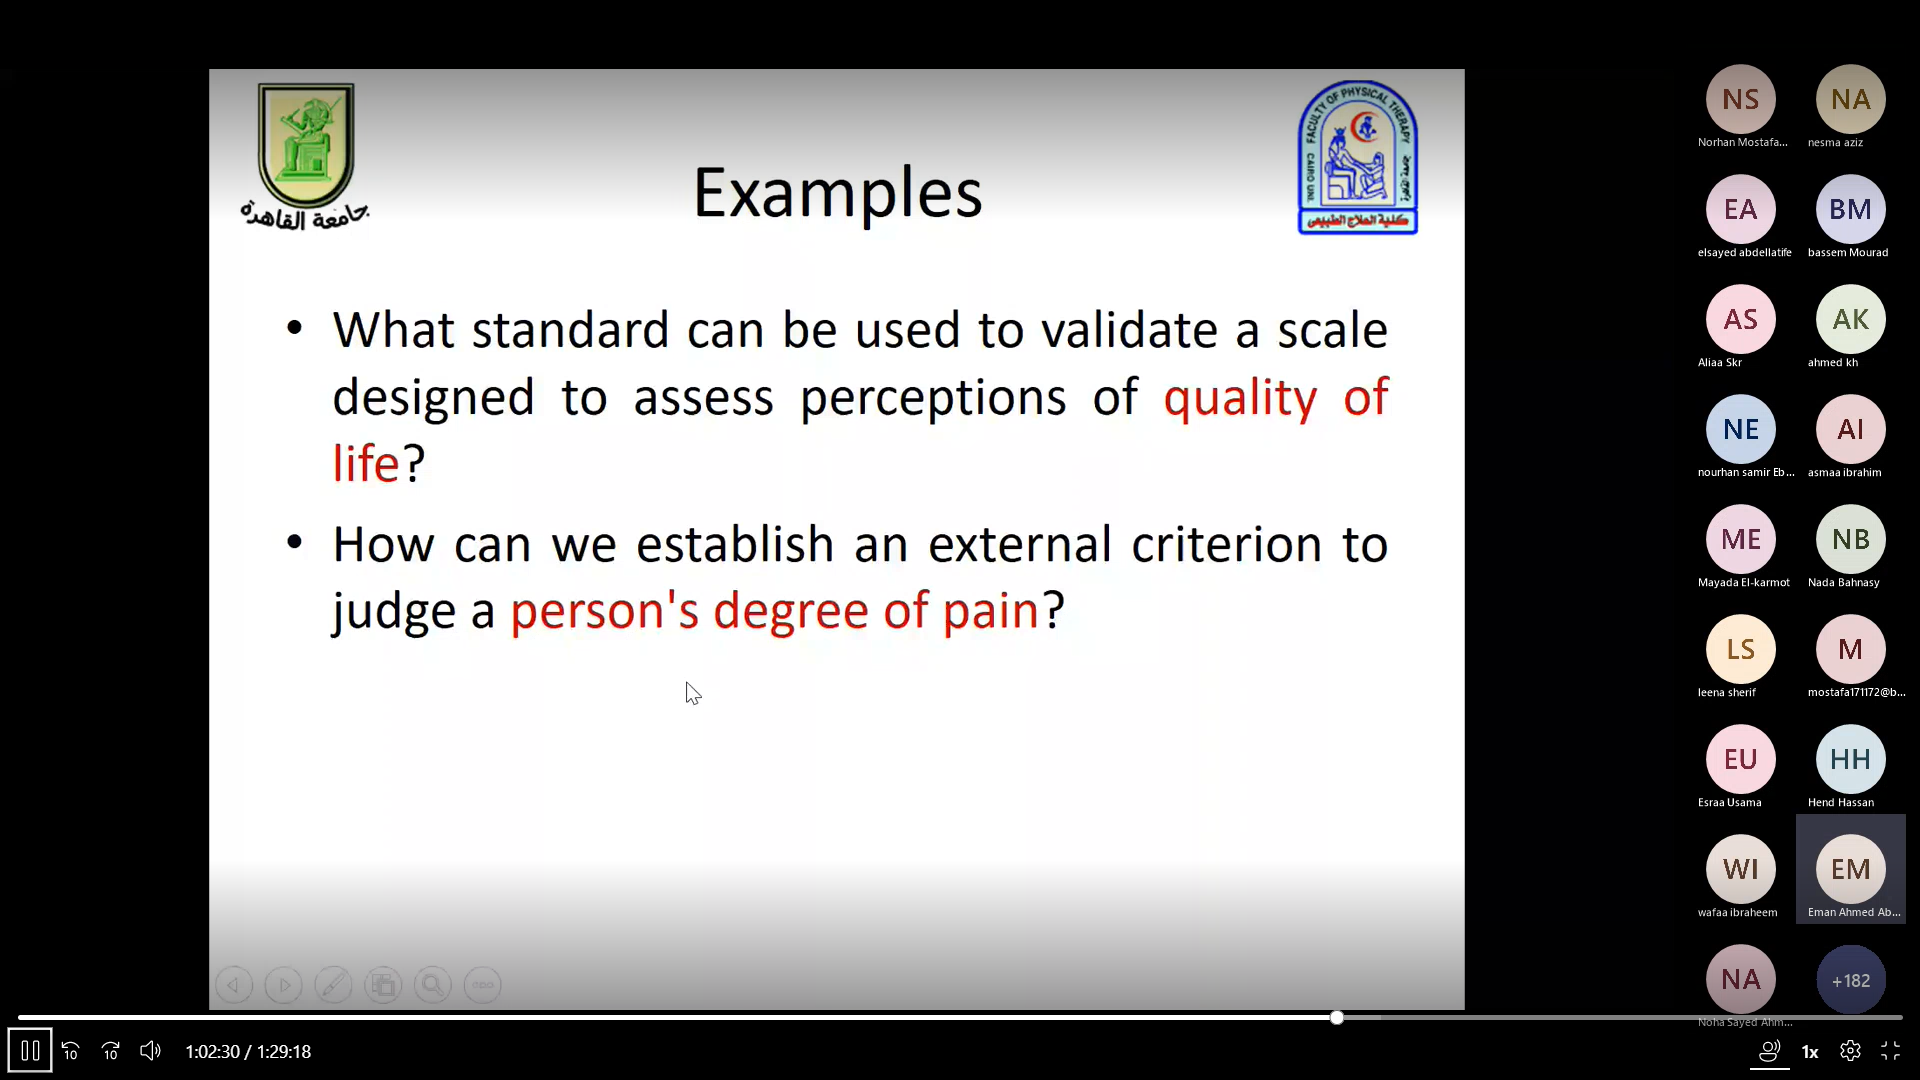 جامعة القاهرة
FACULTY OF PHYSICAL THERAPY
CAIRO UNI.
جامعة القاهرة
كلية العلاج الطبيعى
Examples
• What standard can be used to validate a scale
designed to assess perceptions of quality of
life?
• How can we establish an external criterion to
judge a person's degree of pain?
NS
NA
Norhan Mostafa...
nesma aziz
EA
BM
elsayed abdellatife
bassem Mourad
AS
AK
Aliaa Skr
ahmed kh
NE
AI
nourhan samir Eb...
asmaa ibrahim
ME
NB
Mayada El-karmot
Nada Bahnasy
LS
M
leena sherif
mostafa171172@b...
EU
HH
Esraa Usama
Hend Hassan
WI
EM
wafaa ibraheem
Eman Ahmed Ab...
NA
+182
Noha Sayed Ahm...
10
10
1:02:30 / 1:29:18
1x